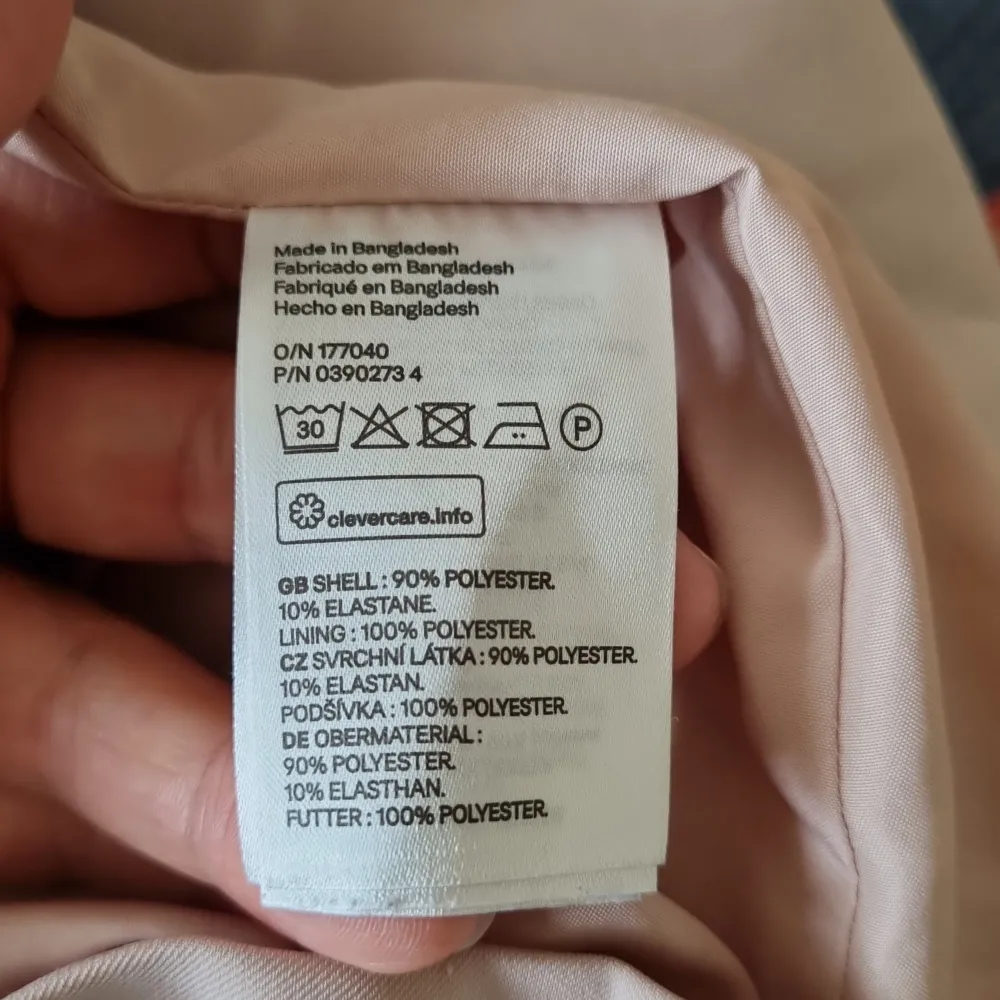 Made in Bangladesh
Fabricado em Bangladesh
Fabriqué en Bangladesh
Hecho en Bangladesh
O/N 177040
P/N 0390273 4
30 P
clevercare.info
GB SHELL : 90% POLYESTER.
10% ELASTANE.
LINING : 100% POLYESTER.
CZ SVRCHNÍ LÁTKA : 90% POLYESTER.
10% ELASTAN.
PODŠÍVKA : 100% POLYESTER.
DE OBERMATERIAL :
90% POLYESTER.
10% ELASTHAN.
FUTTER : 100% POLYESTER.